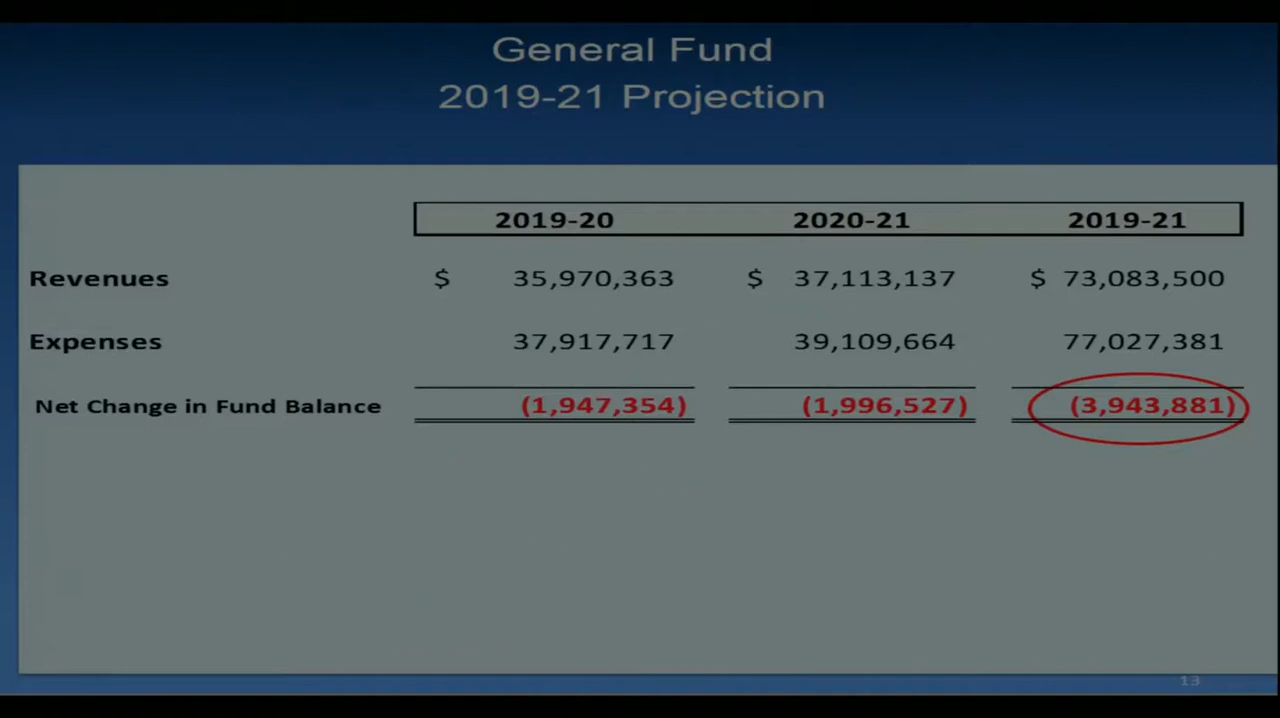 General Fund
2019-21 Projection
2019-20 2020-21 2019-21
Revenues $ 35,970,363 $ 37,113,137 $ 73,083,500
Expenses 37,917,717 39,109,664 77,027,381
Net Change in Fund Balance (1,947,354) (1,996,527) (3,943,881)
13